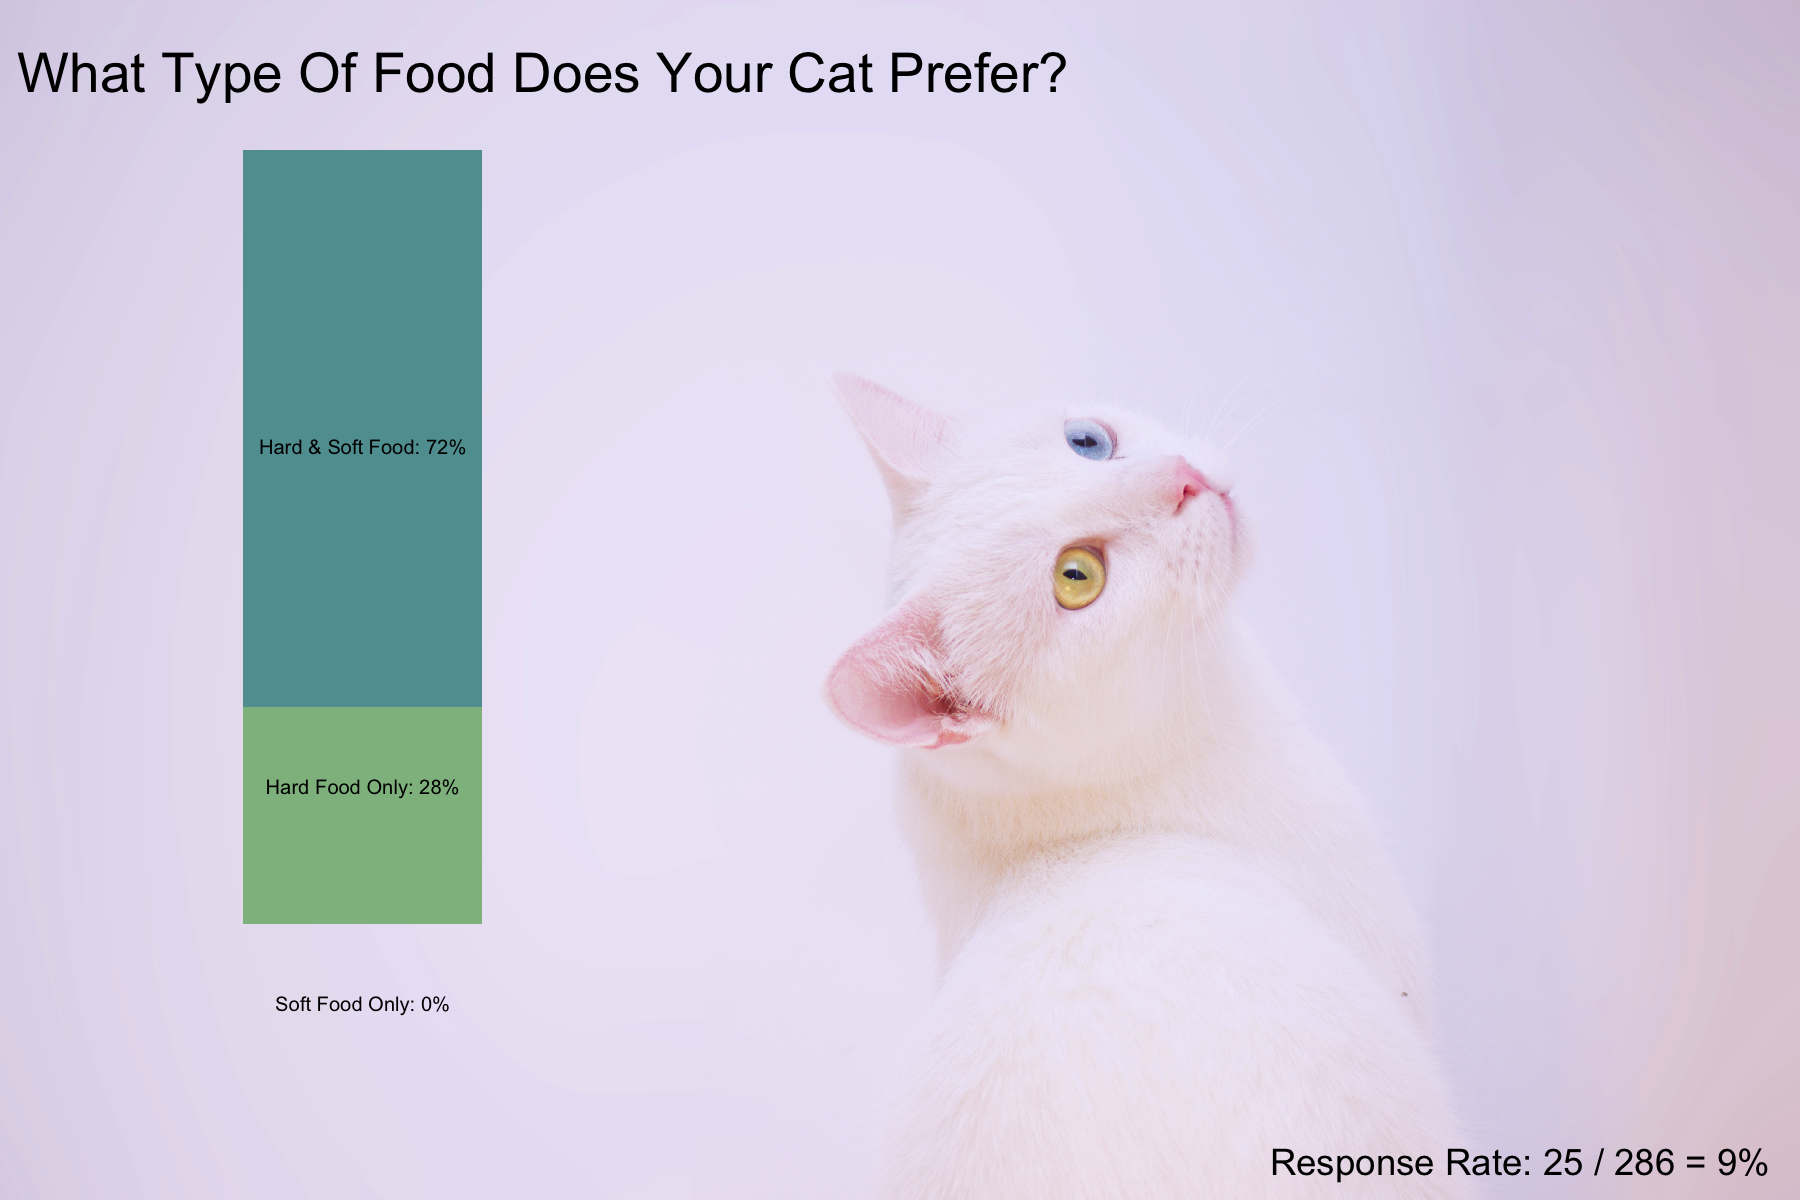 What Type Of Food Does Your Cat Prefer?
Hard & Soft Food: 72%
Hard Food Only: 28%
Soft Food Only: 0%
Response Rate: 25 / 286 = 9%